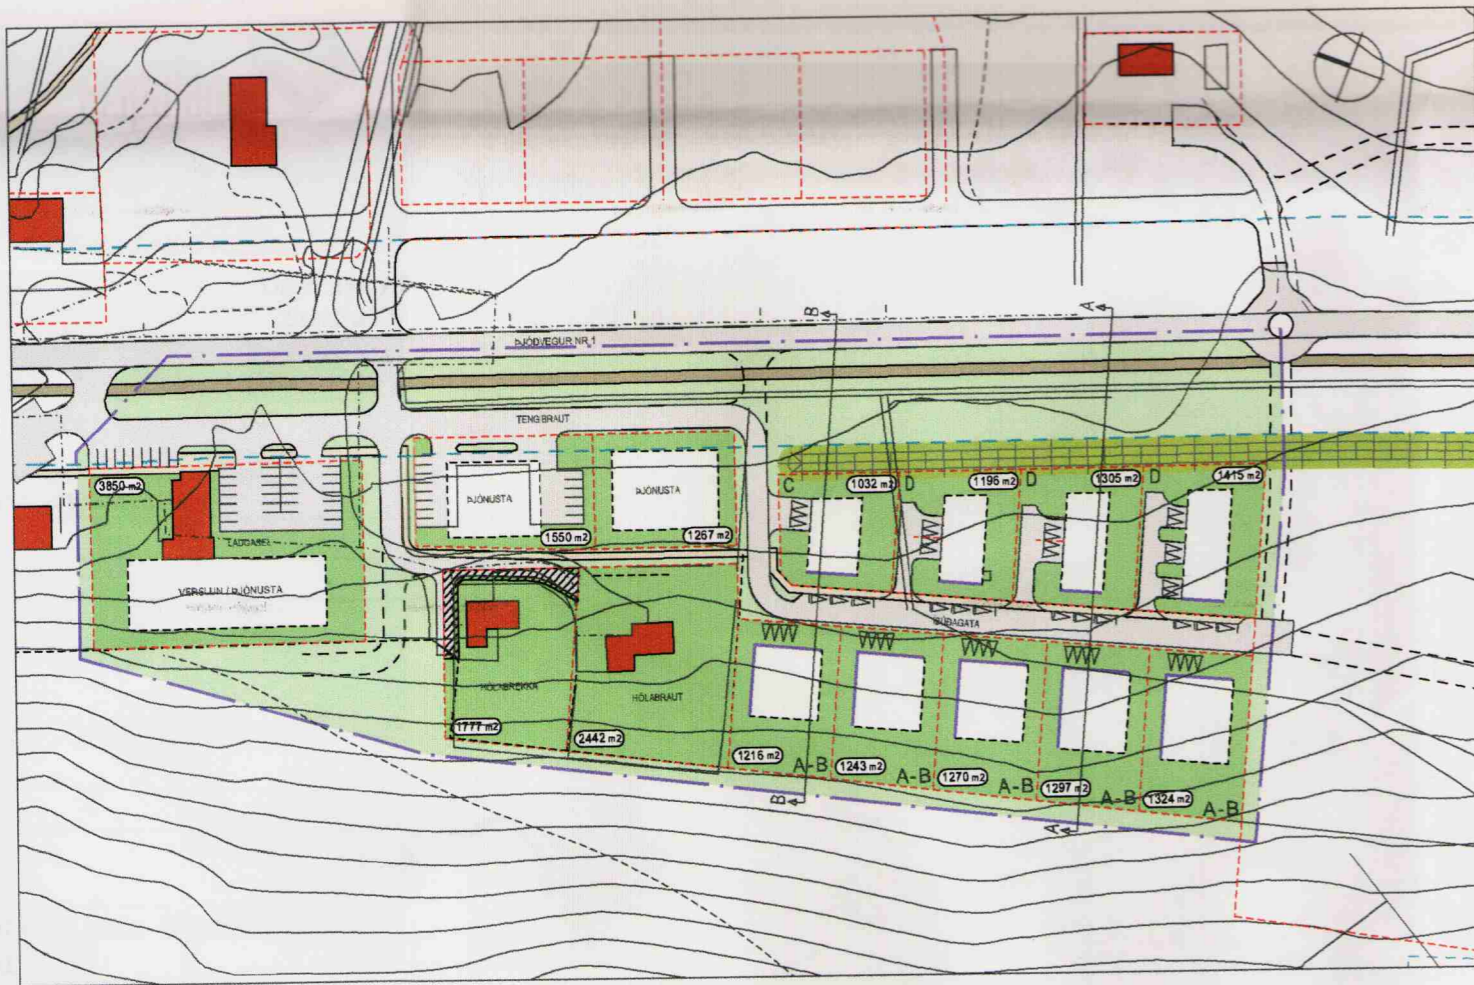 B
A
ÞJÓÐVEGUR NR.1
TENGIBRAUT
3850 m2
ÞJÓNUSTA
ÞJÓNUSTA
1550 m2
1267 m2
C
1032 m2
D
1196 m2
D
1305 m2
D
1415 m2
LAUGASEL
VERSLUN / ÞJÓNUSTA
ÍBÚÐAGATA
HÓLABREKKA
HÓLABRAUT
1777 m2
2442 m2
1216 m2
A-B
1243 m2
A-B
1270 m2
A-B
1297 m2
A-B
1324 m2
A-B
B
A